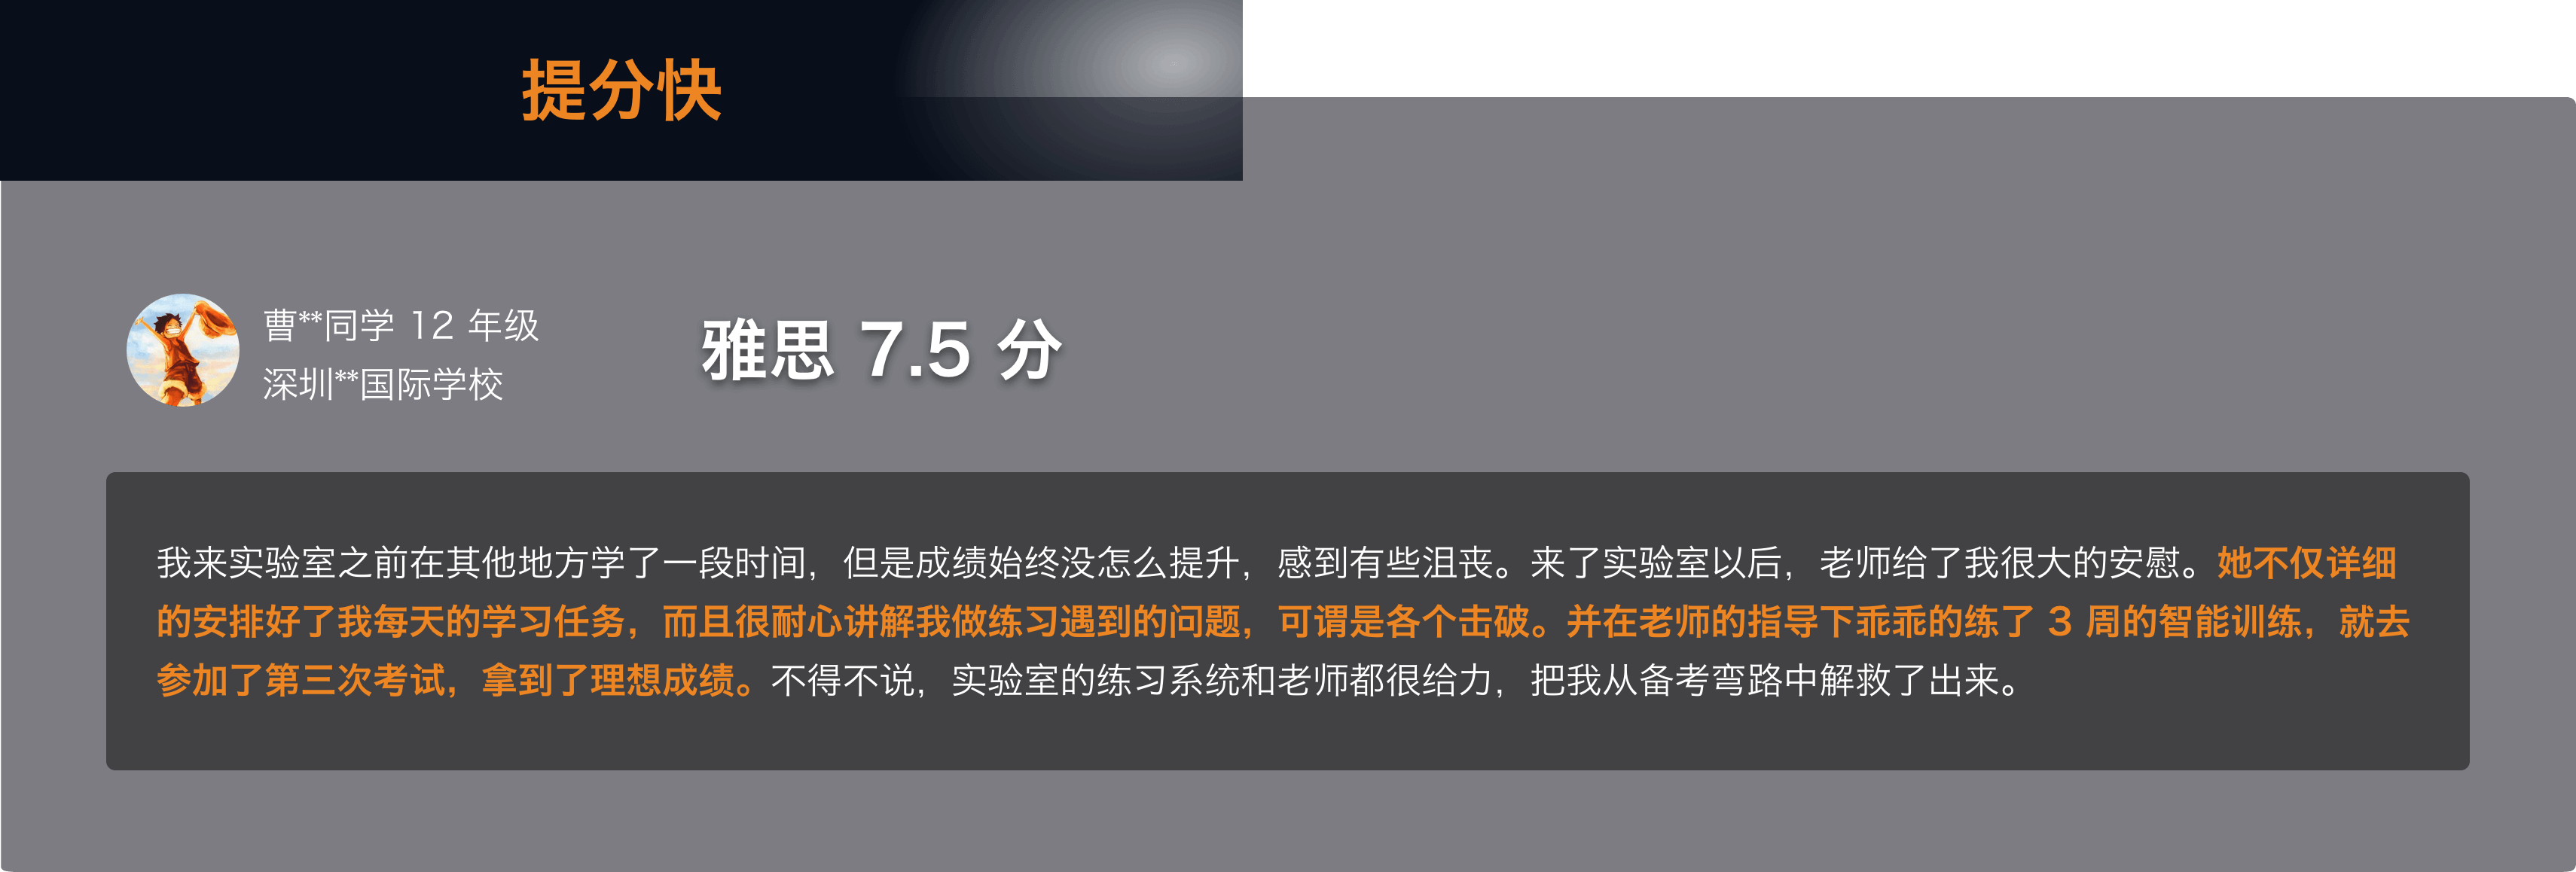 提分快
曹**同学 12 年级
深圳**国际学校
雅思 7.5 分
我来实验室之前在其他地方学了一段时间，但是成绩始终没怎么提升，感到有些沮丧。来了实验室以后，老师给了我很大的安慰。她不仅详细
的安排好了我每天的学习任务，而且很耐心讲解我做练习遇到的问题，可谓是各个击破。并在老师的指导下乖乖的练了 3 周的智能训练，就去
参加了第三次考试，拿到了理想成绩。不得不说，实验室的练习系统和老师都很给力，把我从备考弯路中解救了出来。